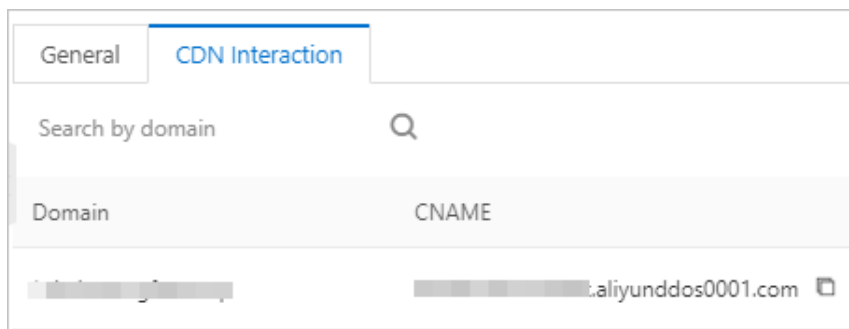 General CDN Interaction
Search by domain
Domain CNAME
.aliyunddos0001.com